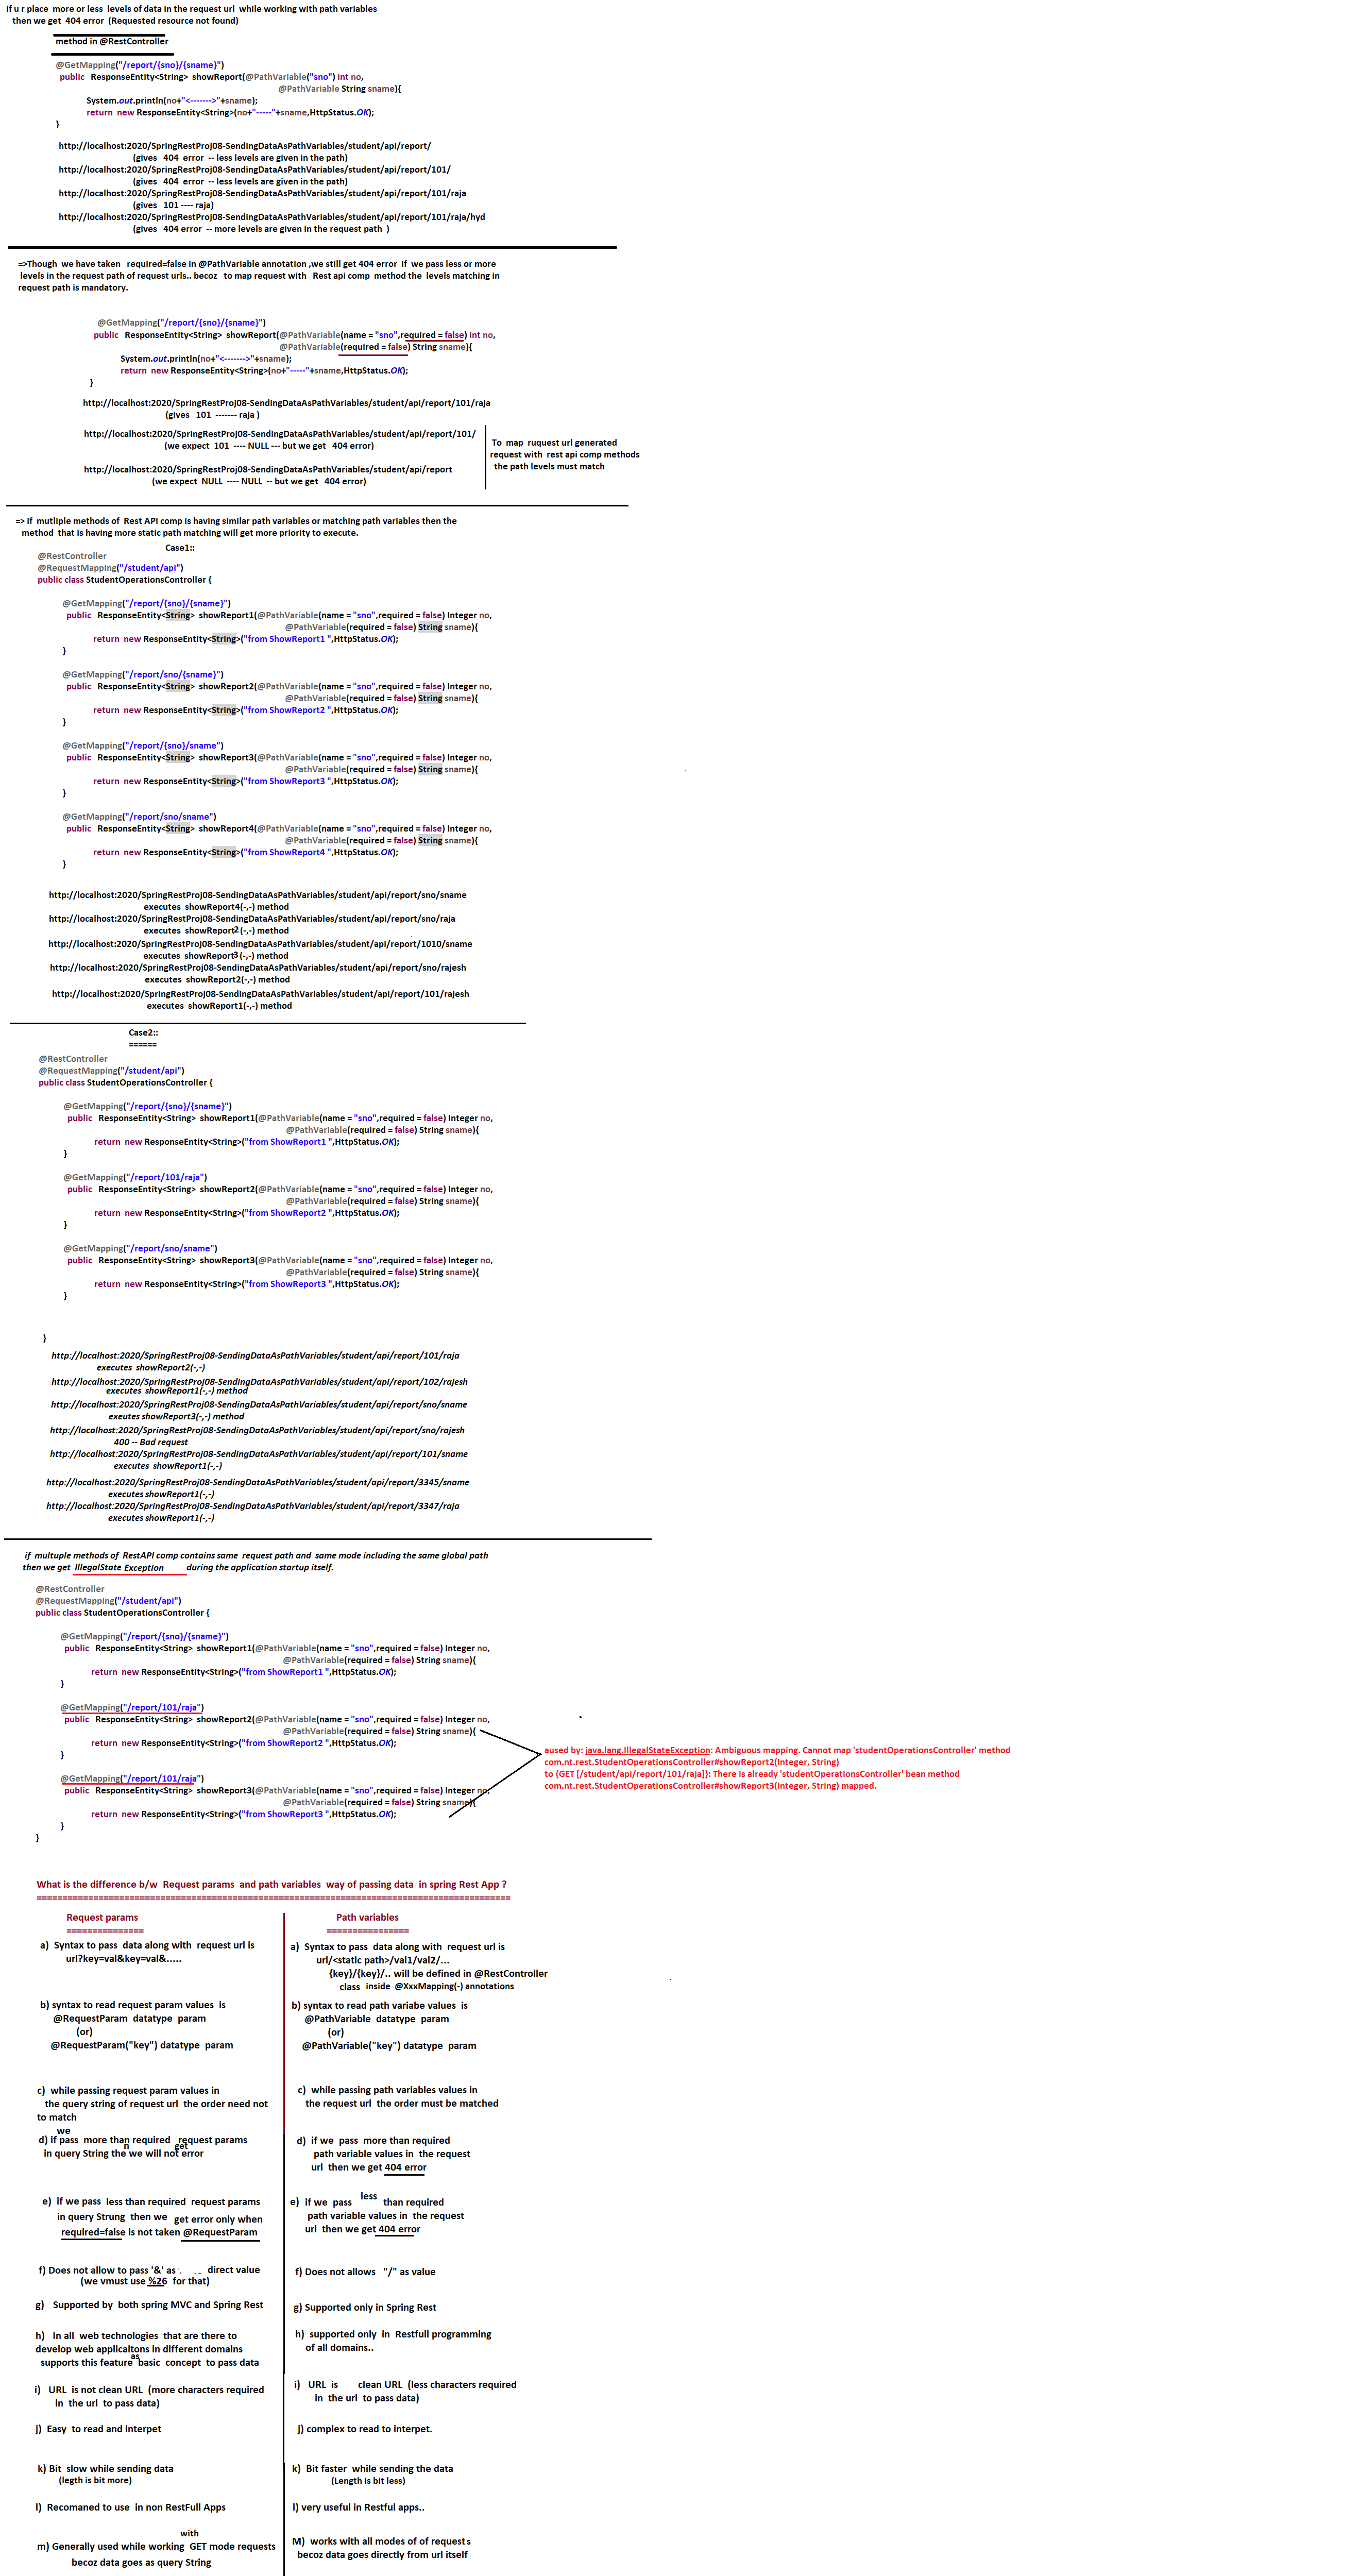 if u r place more or less levels of data in the request url while working with path variables
then we get 404 error (Requested resource not found)
method in @RestController
@GetMapping("/report/{sno}/{sname}")
public ResponseEntity<String> showReport(@PathVariable("sno") int no,
@PathVariable String sname){
System.out.println(no+"<------->"+sname);
return new ResponseEntity<String>(no+"-----"+sname,HttpStatus.OK);
}
http://localhost:2020/SpringRestProj08-SendingDataAsPathVariables/student/api/report/
(gives 404 error -- less levels are given in the path)
http://localhost:2020/SpringRestProj08-SendingDataAsPathVariables/student/api/report/101/
(gives 404 error -- less levels are given in the path)
http://localhost:2020/SpringRestProj08-SendingDataAsPathVariables/student/api/report/101/raja
(gives 101 ---- raja)
http://localhost:2020/SpringRestProj08-SendingDataAsPathVariables/student/api/report/101/raja/hyd
(gives 404 error -- more levels are given in the request path )
=>Though we have taken required=false in @PathVariable annotation ,we still get 404 error if we pass less or more
levels in the request path of request urls.. becoz to map request with Rest api comp method the levels matching in
request path is mandatory.
@GetMapping("/report/{sno}/{sname}")
public ResponseEntity<String> showReport(@PathVariable(name = "sno",required = false) int no,
@PathVariable(required = false) String sname){
System.out.println(no+"<------->"+sname);
return new ResponseEntity<String>(no+"-----"+sname,HttpStatus.OK);
}
http://localhost:2020/SpringRestProj08-SendingDataAsPathVariables/student/api/report/101/raja
(gives 101 ------- raja )
http://localhost:2020/SpringRestProj08-SendingDataAsPathVariables/student/api/report/101/
(we expect 101 ---- NULL --- but we get 404 error)
http://localhost:2020/SpringRestProj08-SendingDataAsPathVariables/student/api/report
(we expect NULL ---- NULL -- but we get 404 error)
To map ruquest url generated
request with rest api comp methods
the path levels must match
=> if mutliple methods of Rest API comp is having similar path variables or matching path variables then the
method that is having more static path matching will get more priority to execute.
Case1::
@RestController
@RequestMapping("/student/api")
public class StudentOperationsController {
@GetMapping("/report/{sno}/{sname}")
public ResponseEntity<String> showReport1(@PathVariable(name = "sno",required = false) Integer no,
@PathVariable(required = false) String sname){
return new ResponseEntity<String>("from ShowReport1 ",HttpStatus.OK);
}
@GetMapping("/report/sno/{sname}")
public ResponseEntity<String> showReport2(@PathVariable(name = "sno",required = false) Integer no,
@PathVariable(required = false) String sname){
return new ResponseEntity<String>("from ShowReport2 ",HttpStatus.OK);
}
@GetMapping("/report/{sno}/sname")
public ResponseEntity<String> showReport3(@PathVariable(name = "sno",required = false) Integer no,
@PathVariable(required = false) String sname){
return new ResponseEntity<String>("from ShowReport3 ",HttpStatus.OK);
}
@GetMapping("/report/sno/sname")
public ResponseEntity<String> showReport4(@PathVariable(name = "sno",required = false) Integer no,
@PathVariable(required = false) String sname){
return new ResponseEntity<String>("from ShowReport4 ",HttpStatus.OK);
}
http://localhost:2020/SpringRestProj08-SendingDataAsPathVariables/student/api/report/sno/sname
executes showReport4(-,-) method
http://localhost:2020/SpringRestProj08-SendingDataAsPathVariables/student/api/report/sno/raja
executes showReport2(-,-) method
http://localhost:2020/SpringRestProj08-SendingDataAsPathVariables/student/api/report/1010/sname
executes showReport3(-,-) method
http://localhost:2020/SpringRestProj08-SendingDataAsPathVariables/student/api/report/sno/rajesh
executes showReport2(-,-) method
http://localhost:2020/SpringRestProj08-SendingDataAsPathVariables/student/api/report/101/rajesh
executes showReport1(-,-) method
Case2::
======
@RestController
@RequestMapping("/student/api")
public class StudentOperationsController {
@GetMapping("/report/{sno}/{sname}")
public ResponseEntity<String> showReport1(@PathVariable(name = "sno",required = false) Integer no,
@PathVariable(required = false) String sname){
return new ResponseEntity<String>("from ShowReport1 ",HttpStatus.OK);
}
@GetMapping("/report/101/raja")
public ResponseEntity<String> showReport2(@PathVariable(name = "sno",required = false) Integer no,
@PathVariable(required = false) String sname){
return new ResponseEntity<String>("from ShowReport2 ",HttpStatus.OK);
}
@GetMapping("/report/sno/sname")
public ResponseEntity<String> showReport3(@PathVariable(name = "sno",required = false) Integer no,
@PathVariable(required = false) String sname){
return new ResponseEntity<String>("from ShowReport3 ",HttpStatus.OK);
}
}
http://localhost:2020/SpringRestProj08-SendingDataAsPathVariables/student/api/report/101/raja
executes showReport2(-,-)
http://localhost:2020/SpringRestProj08-SendingDataAsPathVariables/student/api/report/102/rajesh
executes showReport1(-,-) method
http://localhost:2020/SpringRestProj08-SendingDataAsPathVariables/student/api/report/sno/sname
exeutes showReport3(-,-) method
http://localhost:2020/SpringRestProj08-SendingDataAsPathVariables/student/api/report/sno/rajesh
400 -- Bad request
http://localhost:2020/SpringRestProj08-SendingDataAsPathVariables/student/api/report/101/sname
executes showReport1(-,-)
http://localhost:2020/SpringRestProj08-SendingDataAsPathVariables/student/api/report/3345/sname
executes showReport1(-,-)
http://localhost:2020/SpringRestProj08-SendingDataAsPathVariables/student/api/report/3347/raja
executes showReport1(-,-)
if multuple methods of RestAPI comp contains same request path and same mode including the same global path
then we get IllegalState Exception during the application startup itself.
@RestController
@RequestMapping("/student/api")
public class StudentOperationsController {
@GetMapping("/report/{sno}/{sname}")
public ResponseEntity<String> showReport1(@PathVariable(name = "sno",required = false) Integer no,
@PathVariable(required = false) String sname){
return new ResponseEntity<String>("from ShowReport1 ",HttpStatus.OK);
}
@GetMapping("/report/101/raja")
public ResponseEntity<String> showReport2(@PathVariable(name = "sno",required = false) Integer no,
@PathVariable(required = false) String sname){
return new ResponseEntity<String>("from ShowReport2 ",HttpStatus.OK);
}
@GetMapping("/report/101/raja")
public ResponseEntity<String> showReport3(@PathVariable(name = "sno",required = false) Integer no,
@PathVariable(required = false) String sname){
return new ResponseEntity<String>("from ShowReport3 ",HttpStatus.OK);
}
}
aused by: java.lang.IllegalStateException: Ambiguous mapping. Cannot map 'studentOperationsController' method
com.nt.rest.StudentOperationsController#showReport2(Integer, String)
to {GET [/student/api/report/101/raja]}: There is already 'studentOperationsController' bean method
com.nt.rest.StudentOperationsController#showReport3(Integer, String) mapped.
What is the difference b/w Request params and path variables way of passing data in spring Rest App ?
============================================================================================
Request params
===============
a) Syntax to pass data along with request url is
url?key=val&key=val&.....
b) syntax to read request param values is
@RequestParam datatype param
(or)
@RequestParam("key") datatype param
c) while passing request param values in
the query string of request url the order need not
to match
we
d) if pass more than required request params
n get
in query String the we will not error
e) if we pass less than required request params
in query Strung then we get error only when
required=false is not taken @RequestParam
f) Does not allow to pass '&' as direct value
(we vmust use %26 for that)
g) Supported by both spring MVC and Spring Rest
h) In all web technologies that are there to
develop web applicaitons in different domains
as
supports this feature basic concept to pass data
i) URL is not clean URL (more characters required
in the url to pass data)
j) Easy to read and interpet
k) Bit slow while sending data
(legth is bit more)
l) Recomaned to use in non RestFull Apps
with
m) Generally used while working GET mode requests
becoz data goes as query String
Path variables
================
a) Syntax to pass data along with request url is
url/<static path>/val1/val2/...
{key}/{key}/.. will be defined in @RestController
class inside @XxxMapping(-) annotations
b) syntax to read path variabe values is
@PathVariable datatype param
(or)
@PathVariable("key") datatype param
c) while passing path variables values in
the request url the order must be matched
d) if we pass more than required
path variable values in the request
url then we get 404 error
e) if we pass less than required
path variable values in the request
url then we get 404 error
f) Does not allows "/" as value
g) Supported only in Spring Rest
h) supported only in Restfull programming
of all domains..
i) URL is clean URL (less characters required
in the url to pass data)
j) complex to read to interpet.
k) Bit faster while sending the data
(Length is bit less)
l) very useful in Restful apps..
M) works with all modes of of requests
becoz data goes directly from url itself